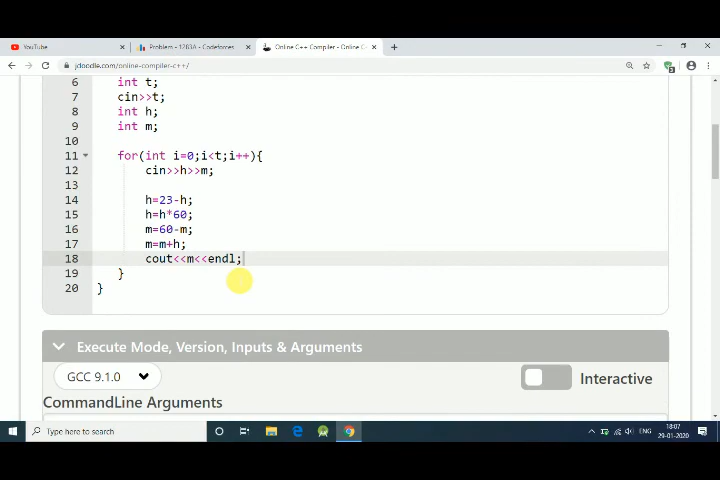 YouTube
Problem - 1283A - Codeforces
Online C++ Compiler - Online C
jdoodle.com/online-compiler-c++/
6 int t;
7 cin>>t;
8 int h;
9 int m;
10
11 for(int i=0;i<t;i++){
12 cin>>h>>m;
13
14 h=23-h;
15 h=h*60;
16 m=60-m;
17 m=m+h;
18 cout<<m<<endl;
19 }
20 }
Execute Mode, Version, Inputs & Arguments
GCC 9.1.0
Interactive
CommandLine Arguments
Type here to search
ENG
18:07
29-01-2020